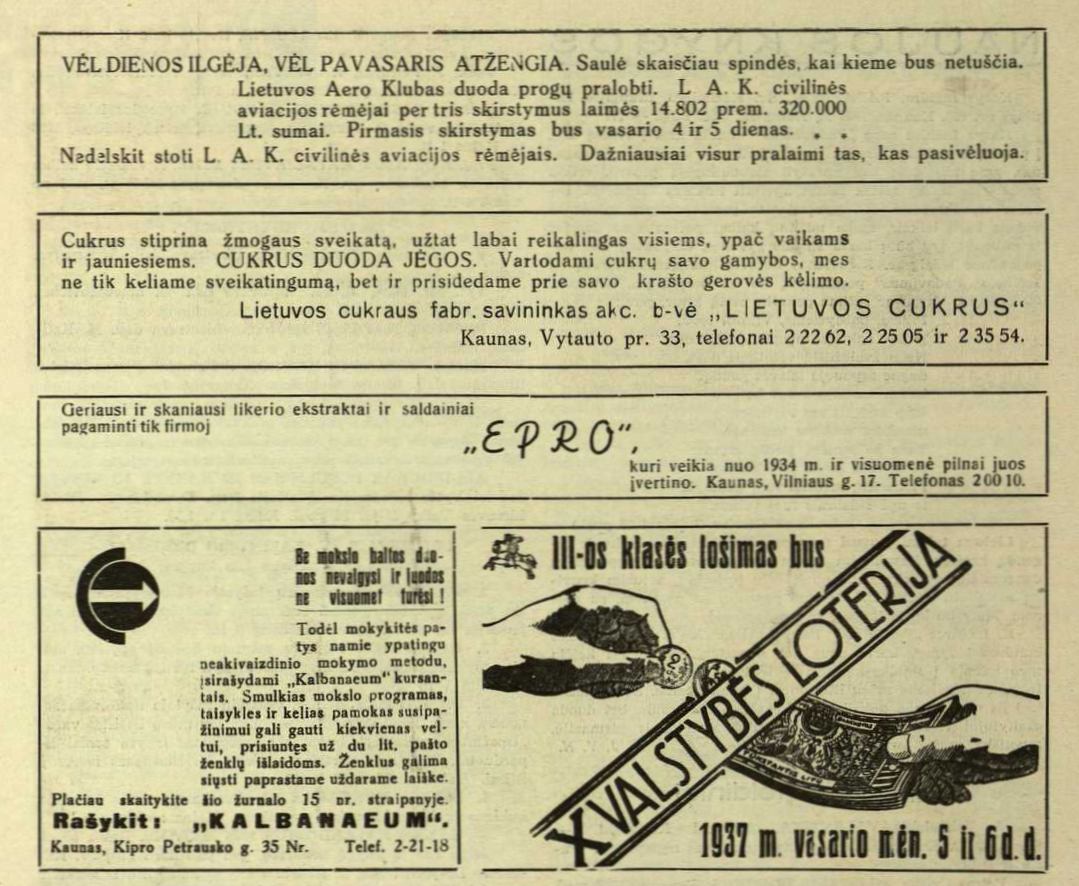 VĖL DIENOS ILGĖJA, VĖL PAVASARIS ATŽENGIA. Saulė skaisčiau spindės, kai kieme bus netuščia.
Lietuvos Aero Klubas duoda progų pralobti. L A. K. civilinės
aviacijos rėmėjai per tris skirstymus laimės 14.802 prem. 320.000
Lt. sumai. Pirmasis skirstymas bus vasario 4 ir 5 dienas. . .
Nedelskit stoti L. A. K. civilinės aviacijos rėmėjais. Dažniausiai visur pralaimi tas, kas pasivėluoja.
Cukrus stiprina žmogaus sveikatą, užtat labai reikalingas visiems, ypač vaikams
ir jauniesiems. CUKRUS DUODA JĖGOS. Vartodami cukrų savo gamybos, mes
ne tik keliame sveikatingumą, bet ir prisidedame prie savo krašto gerovės kėlimo.
Lietuvos cukraus fabr. savininkas akc. b-vė „LIETUVOS CUKRUS“
Kaunas, Vytauto pr. 33, telefonai 2 22 62, 2 25 05 ir 2 35 54.
Geriausi ir skaniausi likerio ekstraktai ir saldainiai
pagaminti tik firmoj
„EPRO“,
kuri veikia nuo 1934 m. ir visuomenė pilnai juos
įvertino. Kaunas, Vilniaus g. 17. Telefonas 2 00 10.
Be mokslo baltos duo-
nos nevalgysi ir juodos
ne visuomet turėsi !
Todėl mokykitės pa-
tys namie ypatingu
neakivaizdinio mokymo metodu,
įsirašydami „Kalbanaeum“ kursan-
tais. Smulkias mokslo programas,
taisykles ir kelias pamokas susipa-
žinimui gali gauti kiekvienas vel-
tui, prisiuntęs už du lit. pašto
ženklų išlaidoms. Ženklus galima
siųsti paprastame uždarame laiške.
Plačiau skaitykite šio žurnalo 15 nr. straipsnyje.
Rašykit: „KALBANAEUM“.
Kaunas, Kipro Petrausko g. 35 Nr. Telef. 2-21-18
III-os klasės lošimas bus
X VALSTYBĖS LOTERIJA
1937 m. vasario mėn. 5 ir 6 d. d.